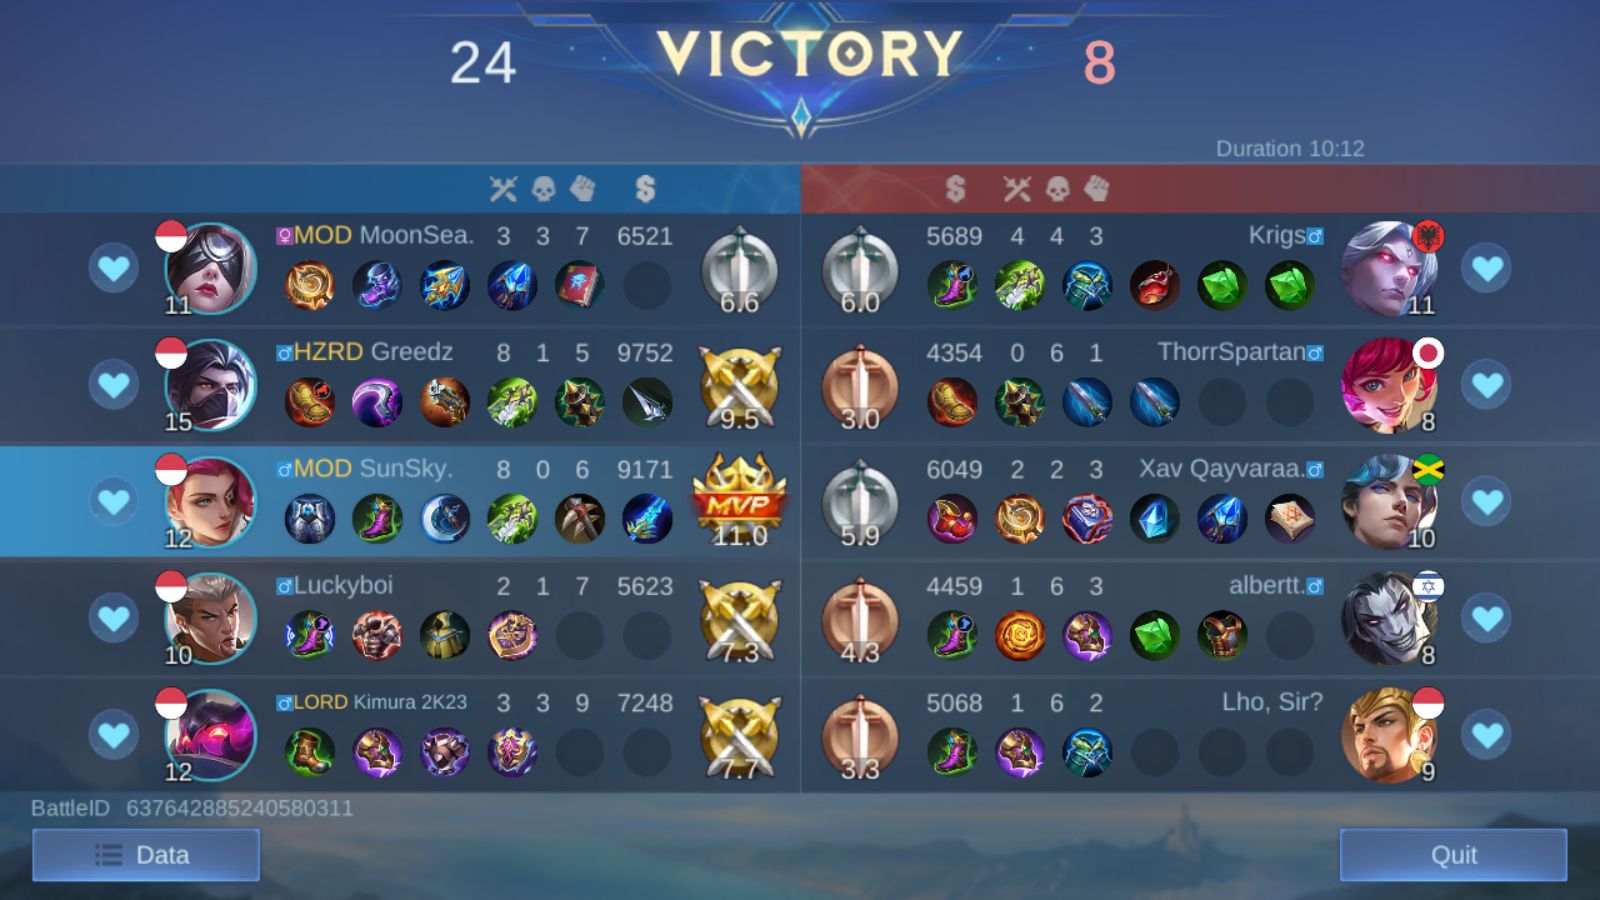 24 VICTORY 8
Duration 10:12
MOD MoonSea. 3 3 7 6521
11 6.6
5689 4 4 3 Krigs
6.0 11
HZRD Greedz 8 1 5 9752
15 9.5
4354 0 6 1 ThorrSpartan
3.0 8
MOD SunSky. 8 0 6 9171
12 MVP 11.0
6049 2 2 3 Xav Qayvaraa.
5.9 10
Luckyboi 2 1 7 5623
10 7.3
4459 1 6 3 albertt.
4.3 8
LORD Kimura 2K23 3 3 9 7248
12 7.7
5068 1 6 2 Lho, Sir?
3.3 9
BattleID 637642885240580311
Data Quit